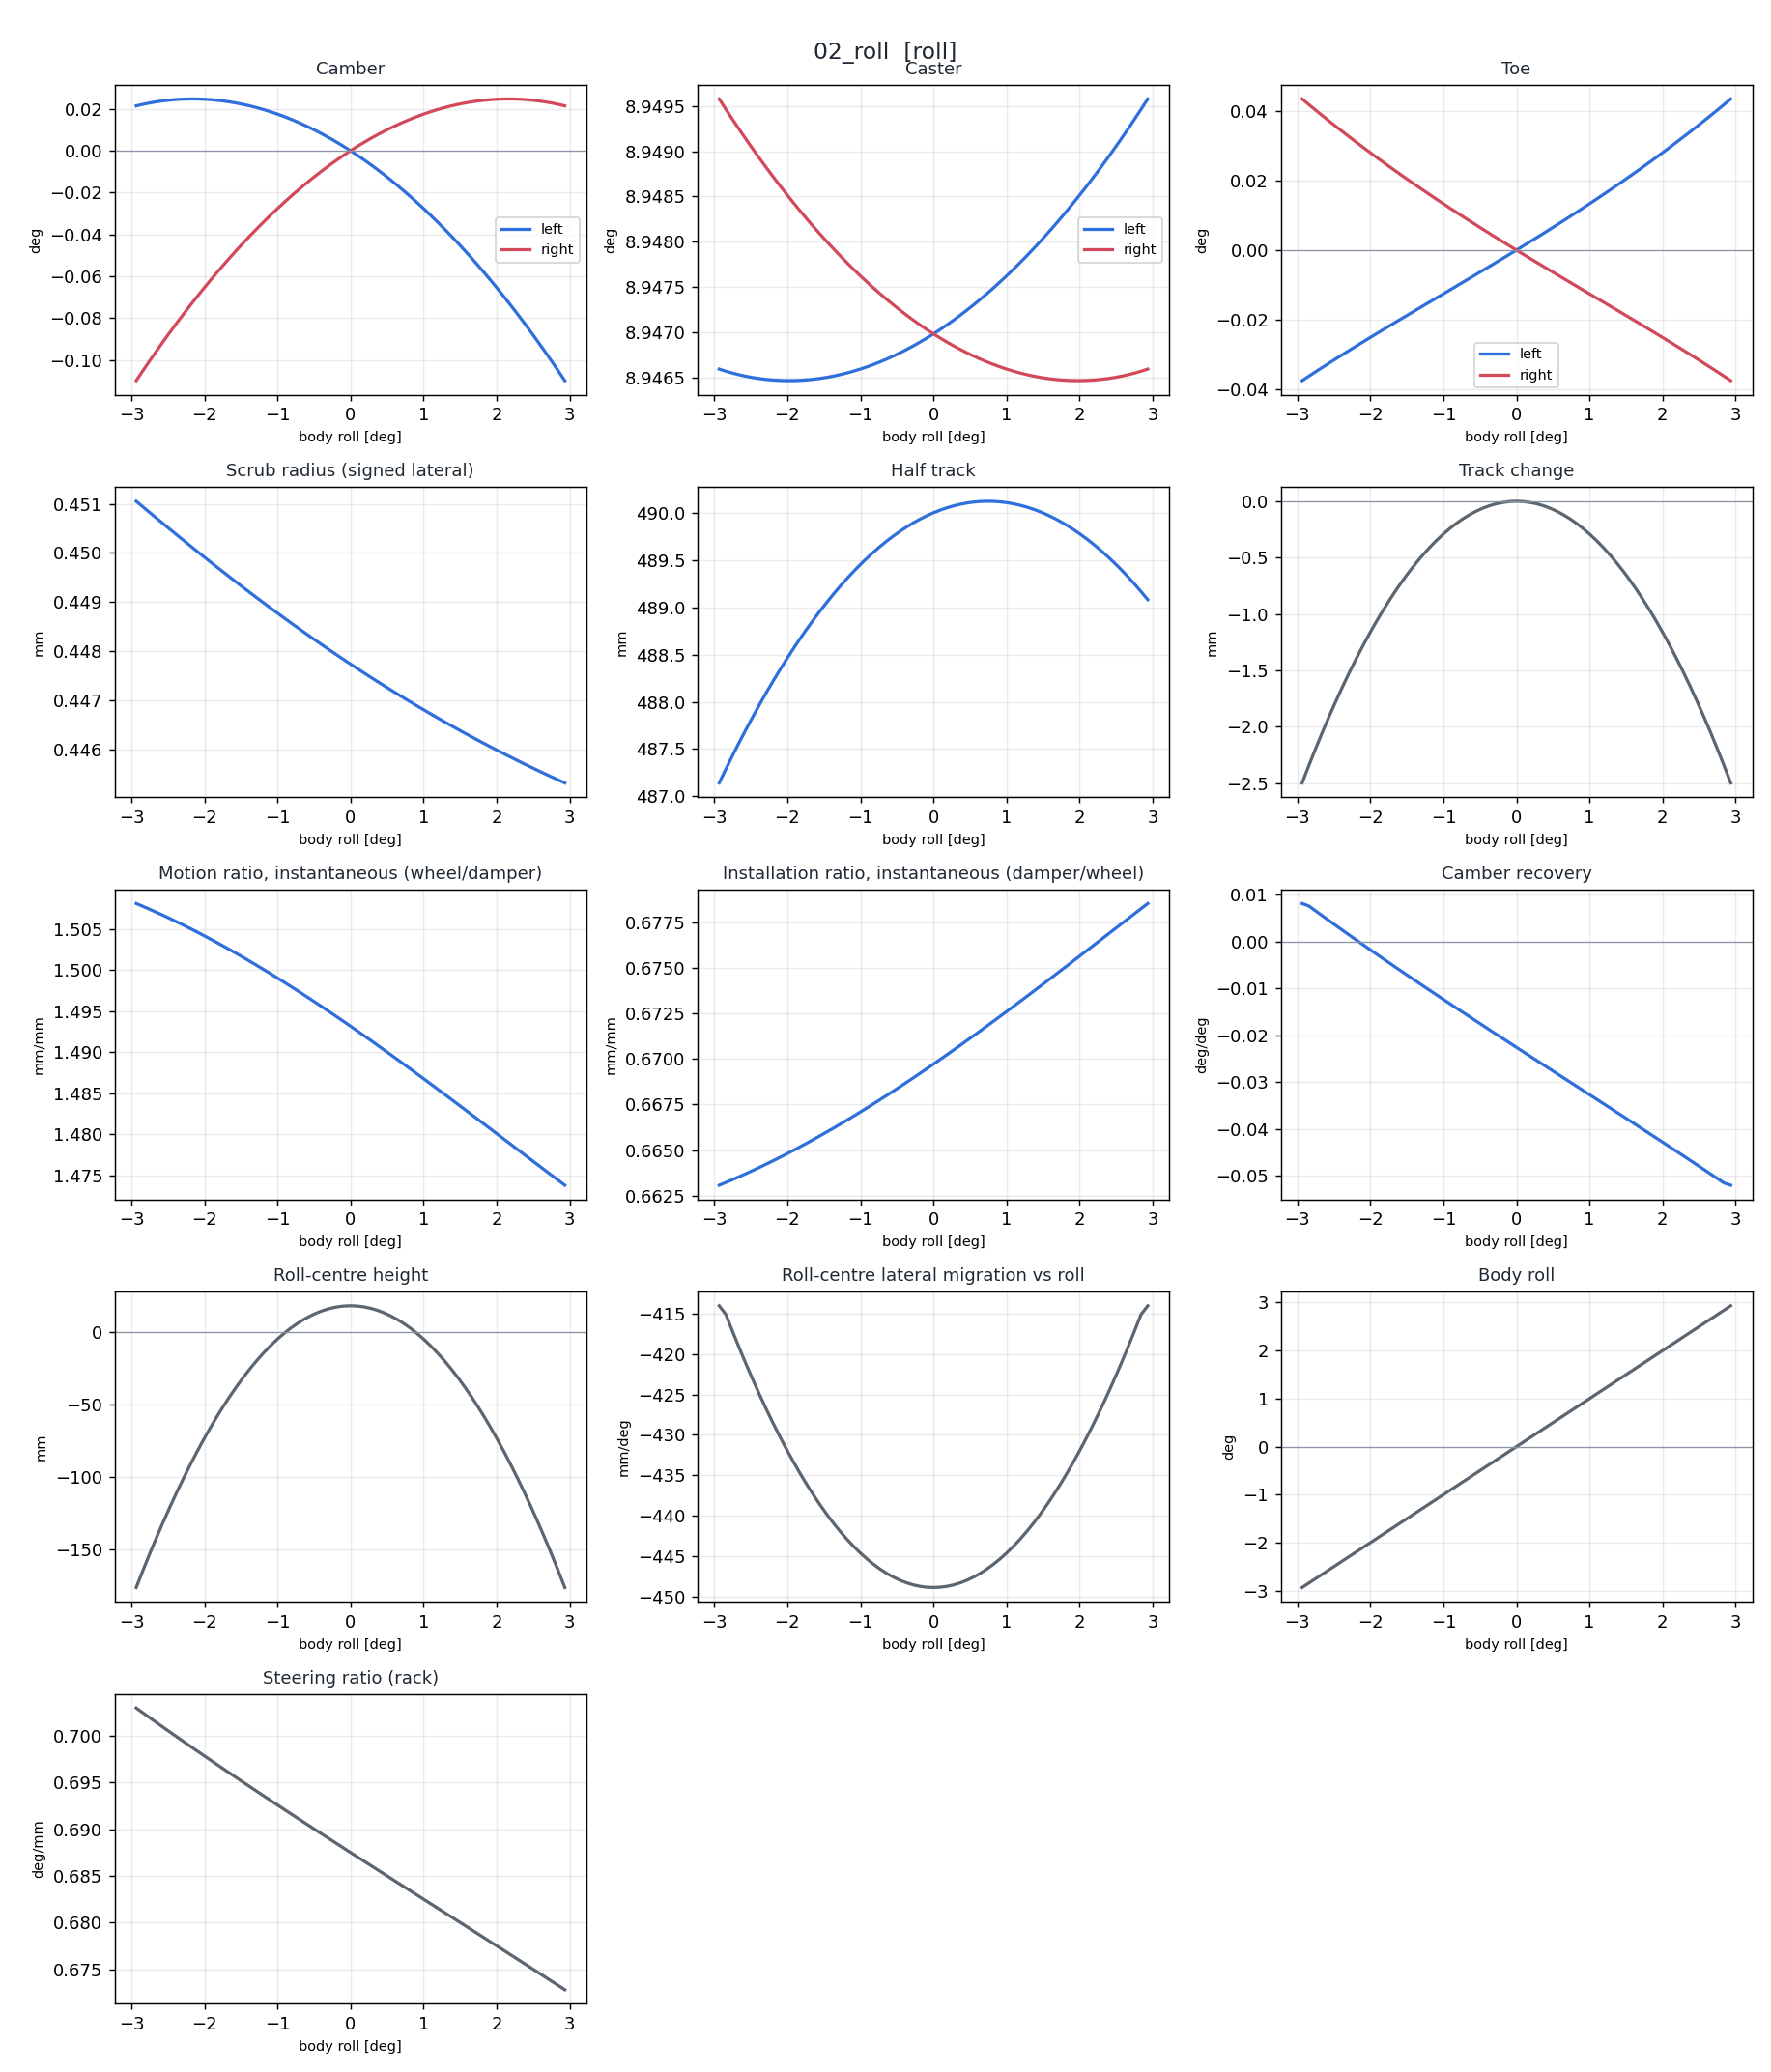 02_roll  [roll]
Camber
deg
0.02
0.00
−0.02
−0.04
−0.06
−0.08
−0.10
left
right
−3 −2 −1 0 1 2 3
body roll [deg]
Caster
deg
8.9495
8.9490
8.9485
8.9480
8.9475
8.9470
8.9465
left
right
−3 −2 −1 0 1 2 3
body roll [deg]
Toe
deg
0.04
0.02
0.00
−0.02
−0.04
left
right
−3 −2 −1 0 1 2 3
body roll [deg]
Scrub radius (signed lateral)
mm
0.451
0.450
0.449
0.448
0.447
0.446
−3 −2 −1 0 1 2 3
body roll [deg]
Half track
mm
490.0
489.5
489.0
488.5
488.0
487.5
487.0
−3 −2 −1 0 1 2 3
body roll [deg]
Track change
mm
0.0
−0.5
−1.0
−1.5
−2.0
−2.5
−3 −2 −1 0 1 2 3
body roll [deg]
Motion ratio, instantaneous (wheel/damper)
mm/mm
1.505
1.500
1.495
1.490
1.485
1.480
1.475
−3 −2 −1 0 1 2 3
body roll [deg]
Installation ratio, instantaneous (damper/wheel)
mm/mm
0.6775
0.6750
0.6725
0.6700
0.6675
0.6650
0.6625
−3 −2 −1 0 1 2 3
body roll [deg]
Camber recovery
deg/deg
0.01
0.00
−0.01
−0.02
−0.03
−0.04
−0.05
−3 −2 −1 0 1 2 3
body roll [deg]
Roll-centre height
mm
0
−50
−100
−150
−3 −2 −1 0 1 2 3
body roll [deg]
Roll-centre lateral migration vs roll
mm/deg
−415
−420
−425
−430
−435
−440
−445
−450
−3 −2 −1 0 1 2 3
body roll [deg]
Body roll
deg
3
2
1
0
−1
−2
−3
−3 −2 −1 0 1 2 3
body roll [deg]
Steering ratio (rack)
deg/mm
0.700
0.695
0.690
0.685
0.680
0.675
−3 −2 −1 0 1 2 3
body roll [deg]